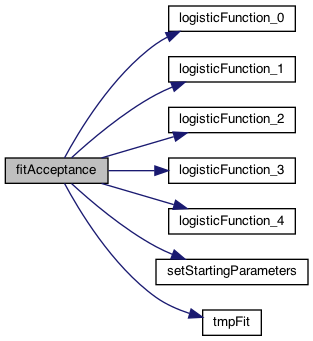 logisticFunction_0
logisticFunction_1
logisticFunction_2
fitAcceptance
logisticFunction_3
logisticFunction_4
setStartingParameters
tmpFit